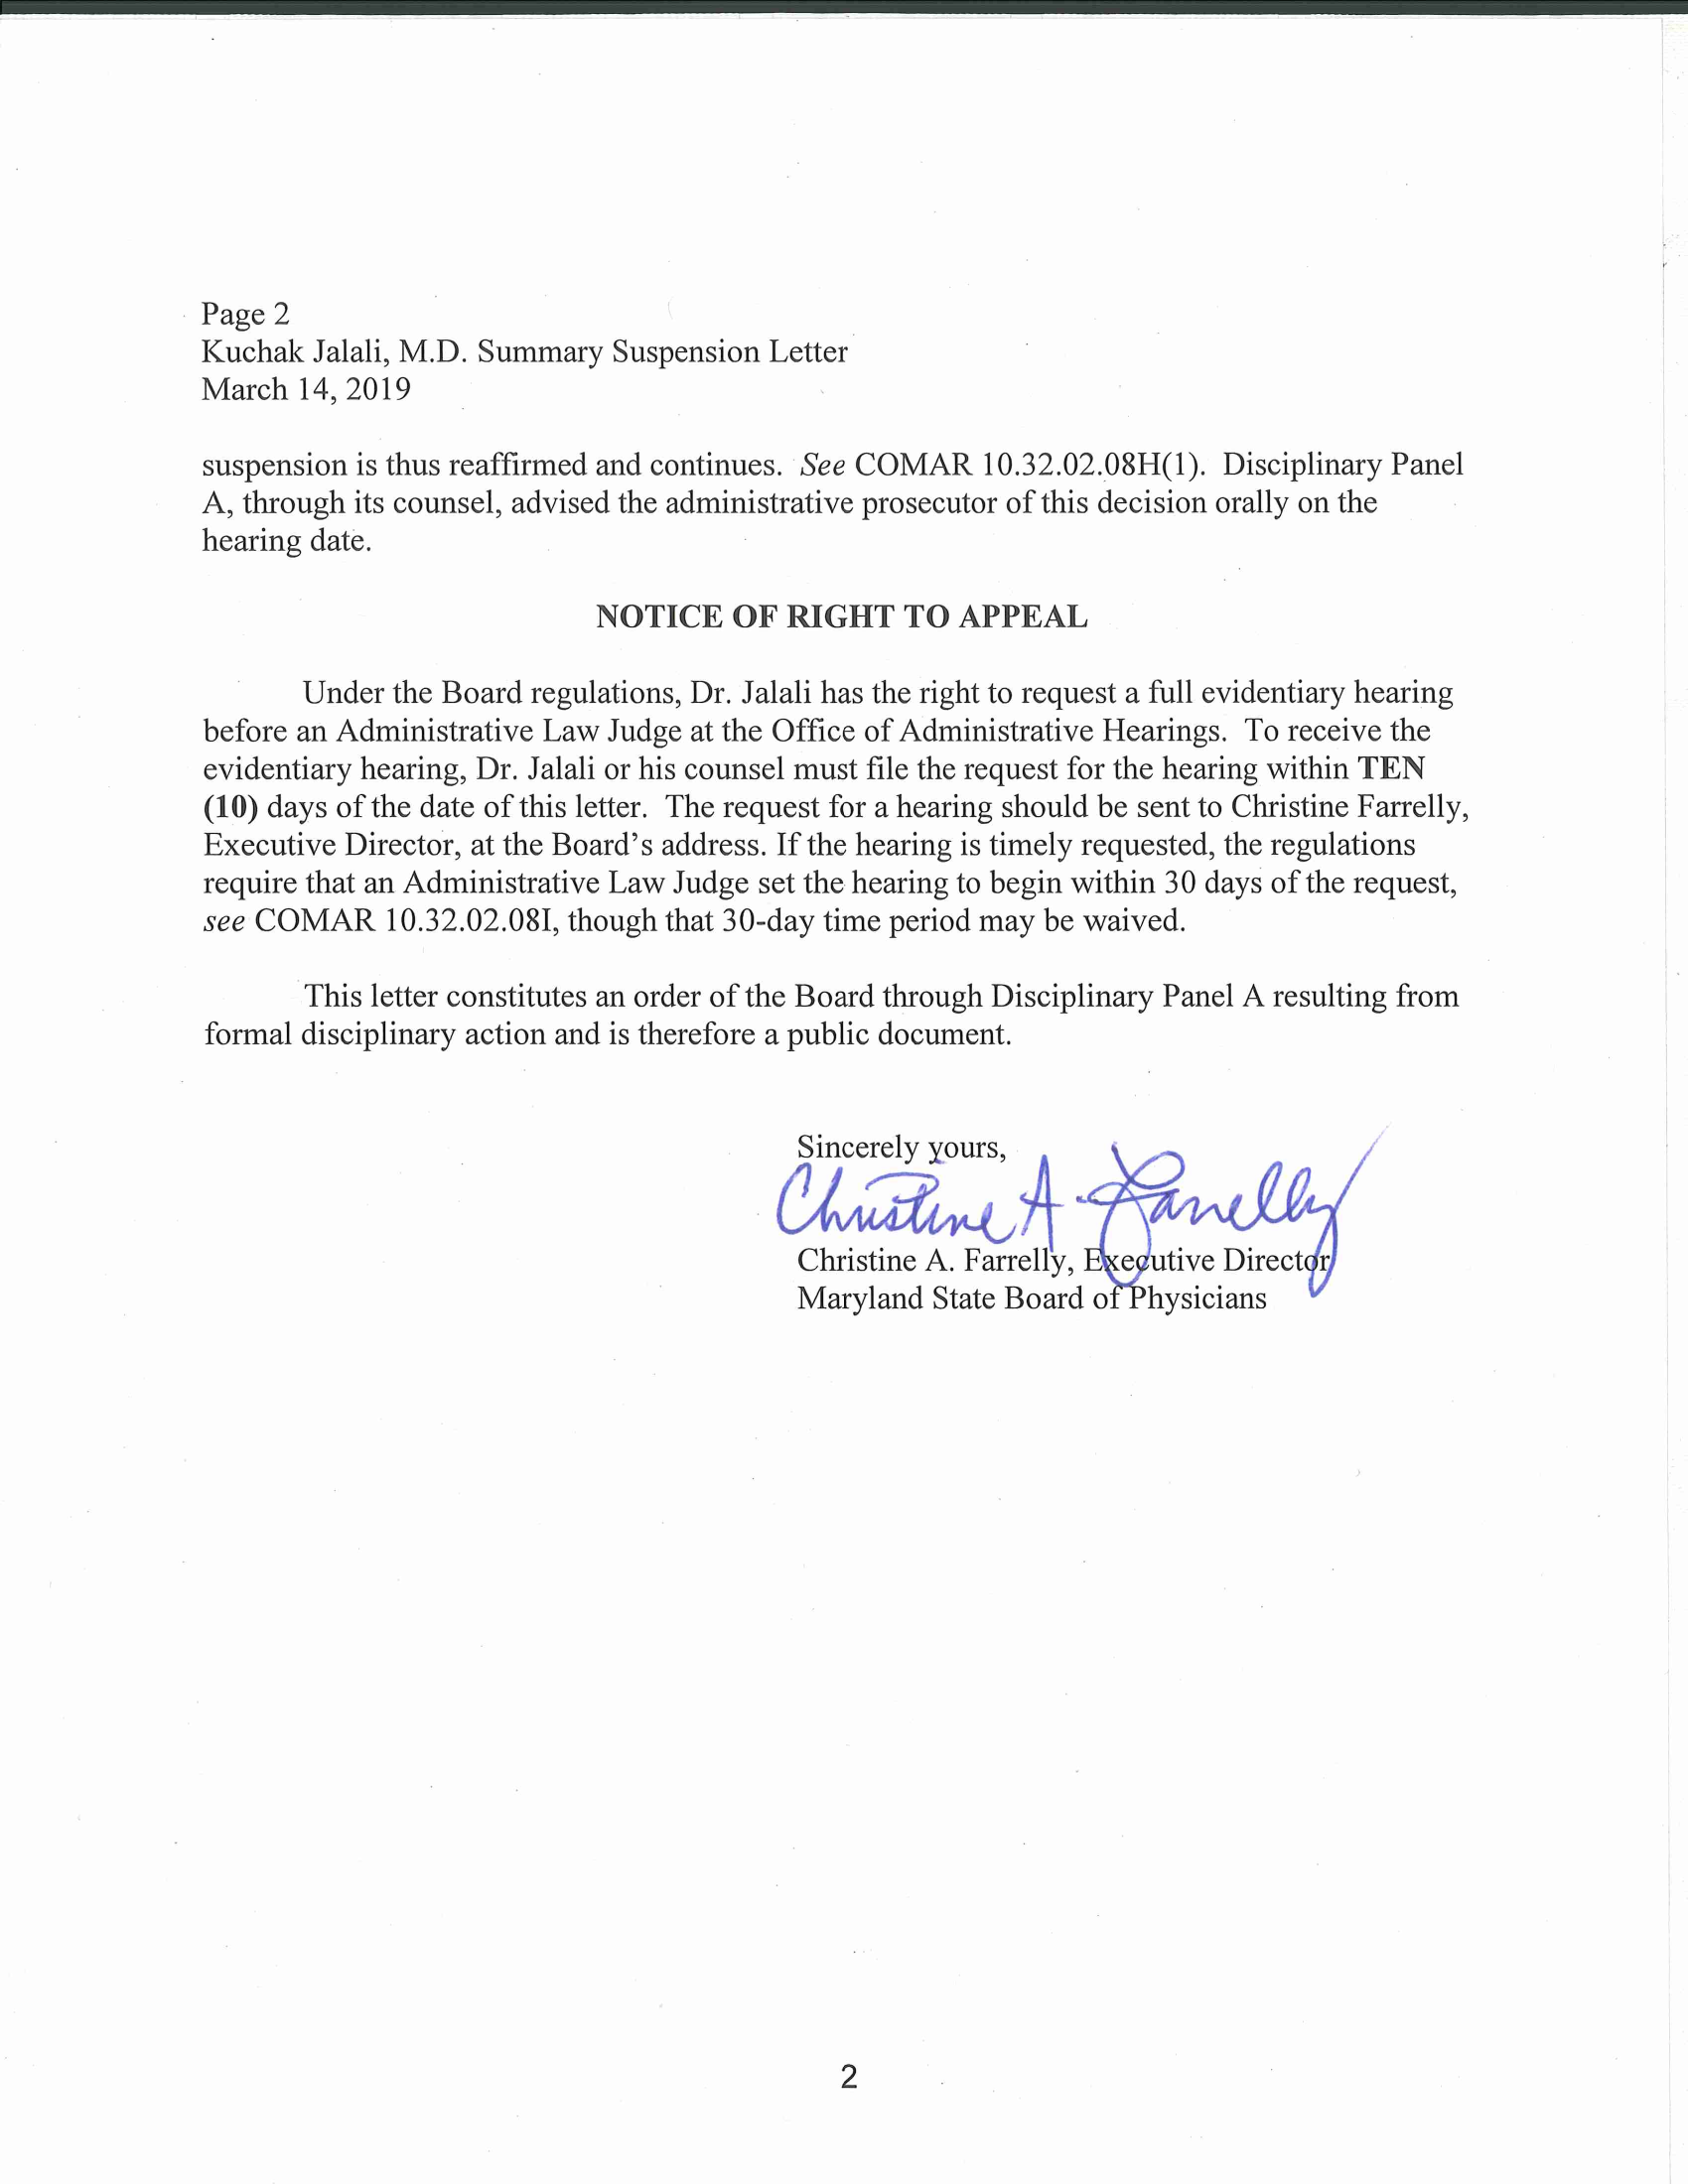 Page 2
Kuchak Jalali, M.D. Summary Suspension Letter
March 14, 2019
suspension is thus reaffirmed and continues. See COMAR 10.32.02.08H(1). Disciplinary Panel
A, through its counsel, advised the administrative prosecutor of this decision orally on the
hearing date.
NOTICE OF RIGHT TO APPEAL
Under the Board regulations, Dr. Jalali has the right to request a full evidentiary hearing
before an Administrative Law Judge at the Office of Administrative Hearings. To receive the
evidentiary hearing, Dr. Jalali or his counsel must file the request for the hearing within TEN
(10) days of the date of this letter. The request for a hearing should be sent to Christine Farrelly,
Executive Director, at the Board's address. If the hearing is timely requested, the regulations
require that an Administrative Law Judge set the hearing to begin within 30 days of the request,
see COMAR 10.32.02.08I, though that 30-day time period may be waived.
This letter constitutes an order of the Board through Disciplinary Panel A resulting from
formal disciplinary action and is therefore a public document.
Sincerely yours,
Christine A. Farrelly
Christine A. Farrelly, Executive Director
Maryland State Board of Physicians
2